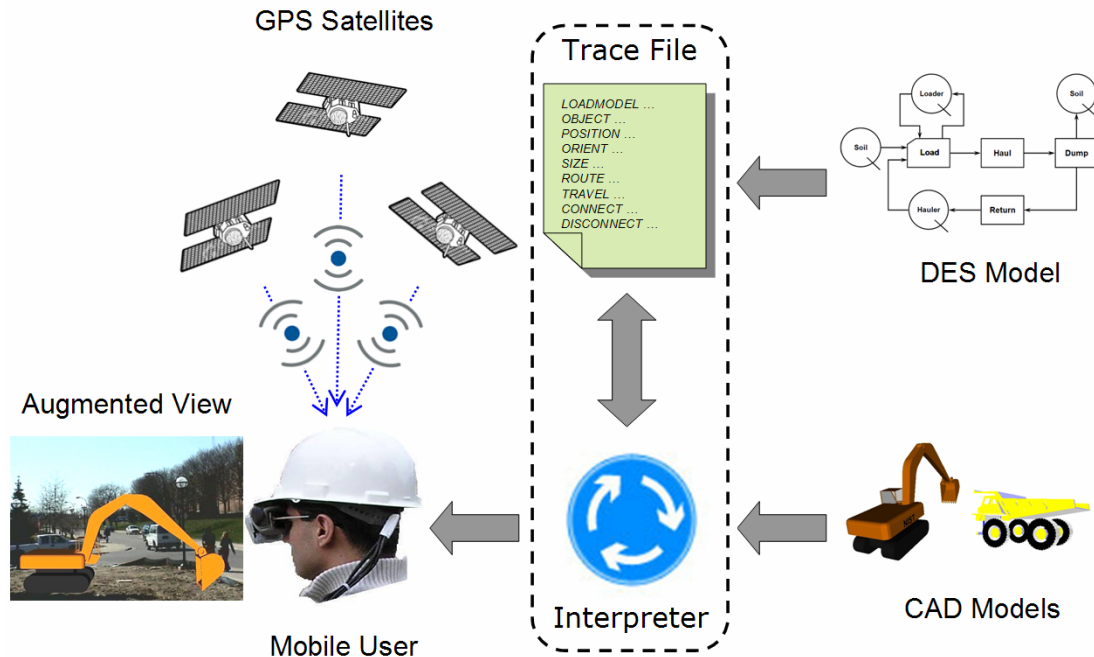 GPS Satellites
Trace File
LOADMODEL ...
OBJECT ...
POSITION ...
ORIENT ...
SIZE ...
ROUTE ...
TRAVEL ...
CONNECT ...
DISCONNECT ...
Loader
Soil
Soil
Load
Haul
Dump
Hauler
Return
DES Model
Augmented View
NIST
Interpreter
CAD Models
Mobile User